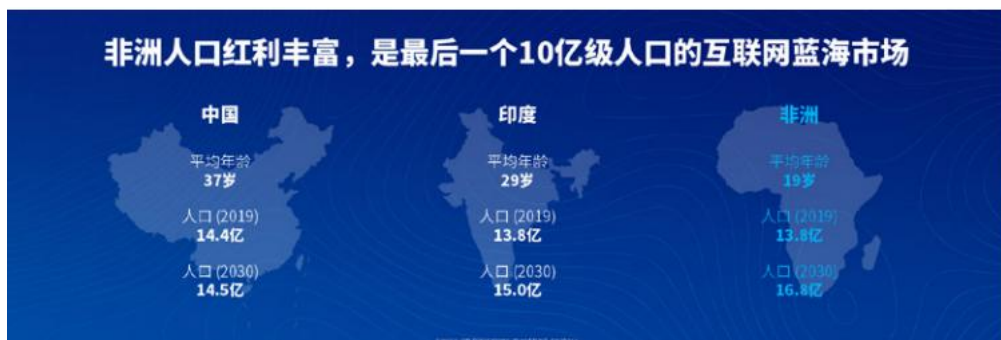 非洲人口红利丰富，是最后一个10亿级人口的互联网蓝海市场
中国
平均年龄
37岁
人口 (2019)
14.4亿
人口 (2030)
14.5亿
印度
平均年龄
29岁
人口 (2019)
13.8亿
人口 (2030)
15.0亿
非洲
平均年龄
19岁
人口 (2019)
13.8亿
人口 (2030)
16.8亿